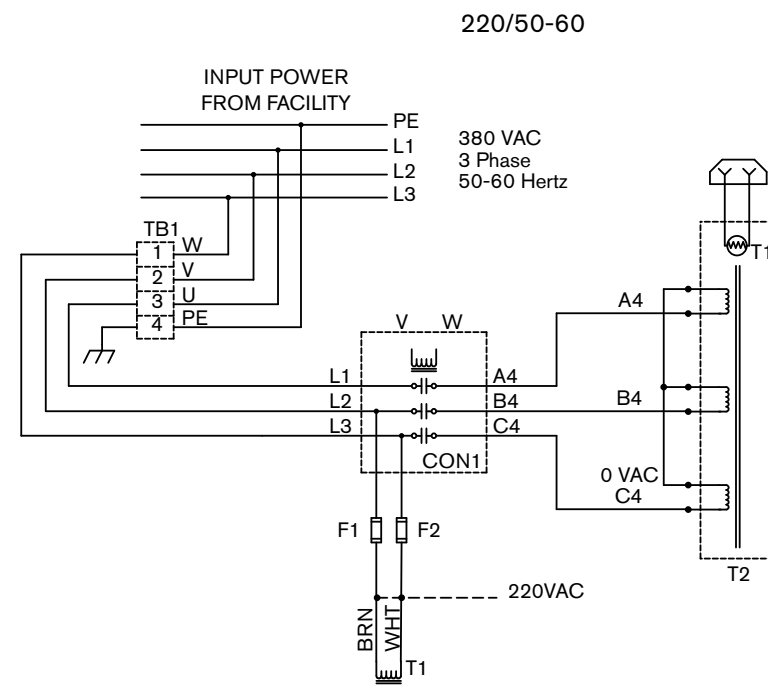 220/50-60
INPUT POWER
FROM FACILITY
PE
L1
L2
L3
380 VAC
3 Phase
50-60 Hertz
TB1
1 W
2 V
3 U
4 PE
V W
L1 A4
L2 B4
L3 C4
CON1
A4
B4
0 VAC
C4
T1
T2
F1 F2
220VAC
BRN
WHT
T1